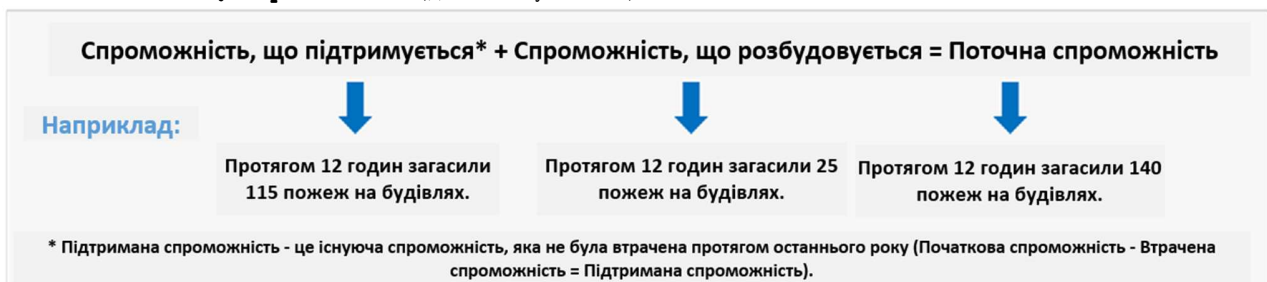 Спроможність, що підтримується* + Спроможність, що розбудовується = Поточна спроможність
Наприклад:
Протягом 12 годин загасили
115 пожеж на будівлях.
Протягом 12 годин загасили 25
пожеж на будівлях.
Протягом 12 годин загасили 140
пожеж на будівлях.
* Підтримана спроможність - це існуюча спроможність, яка не була втрачена протягом останнього року (Початкова спроможність - Втрачена
спроможність = Підтримана спроможність).